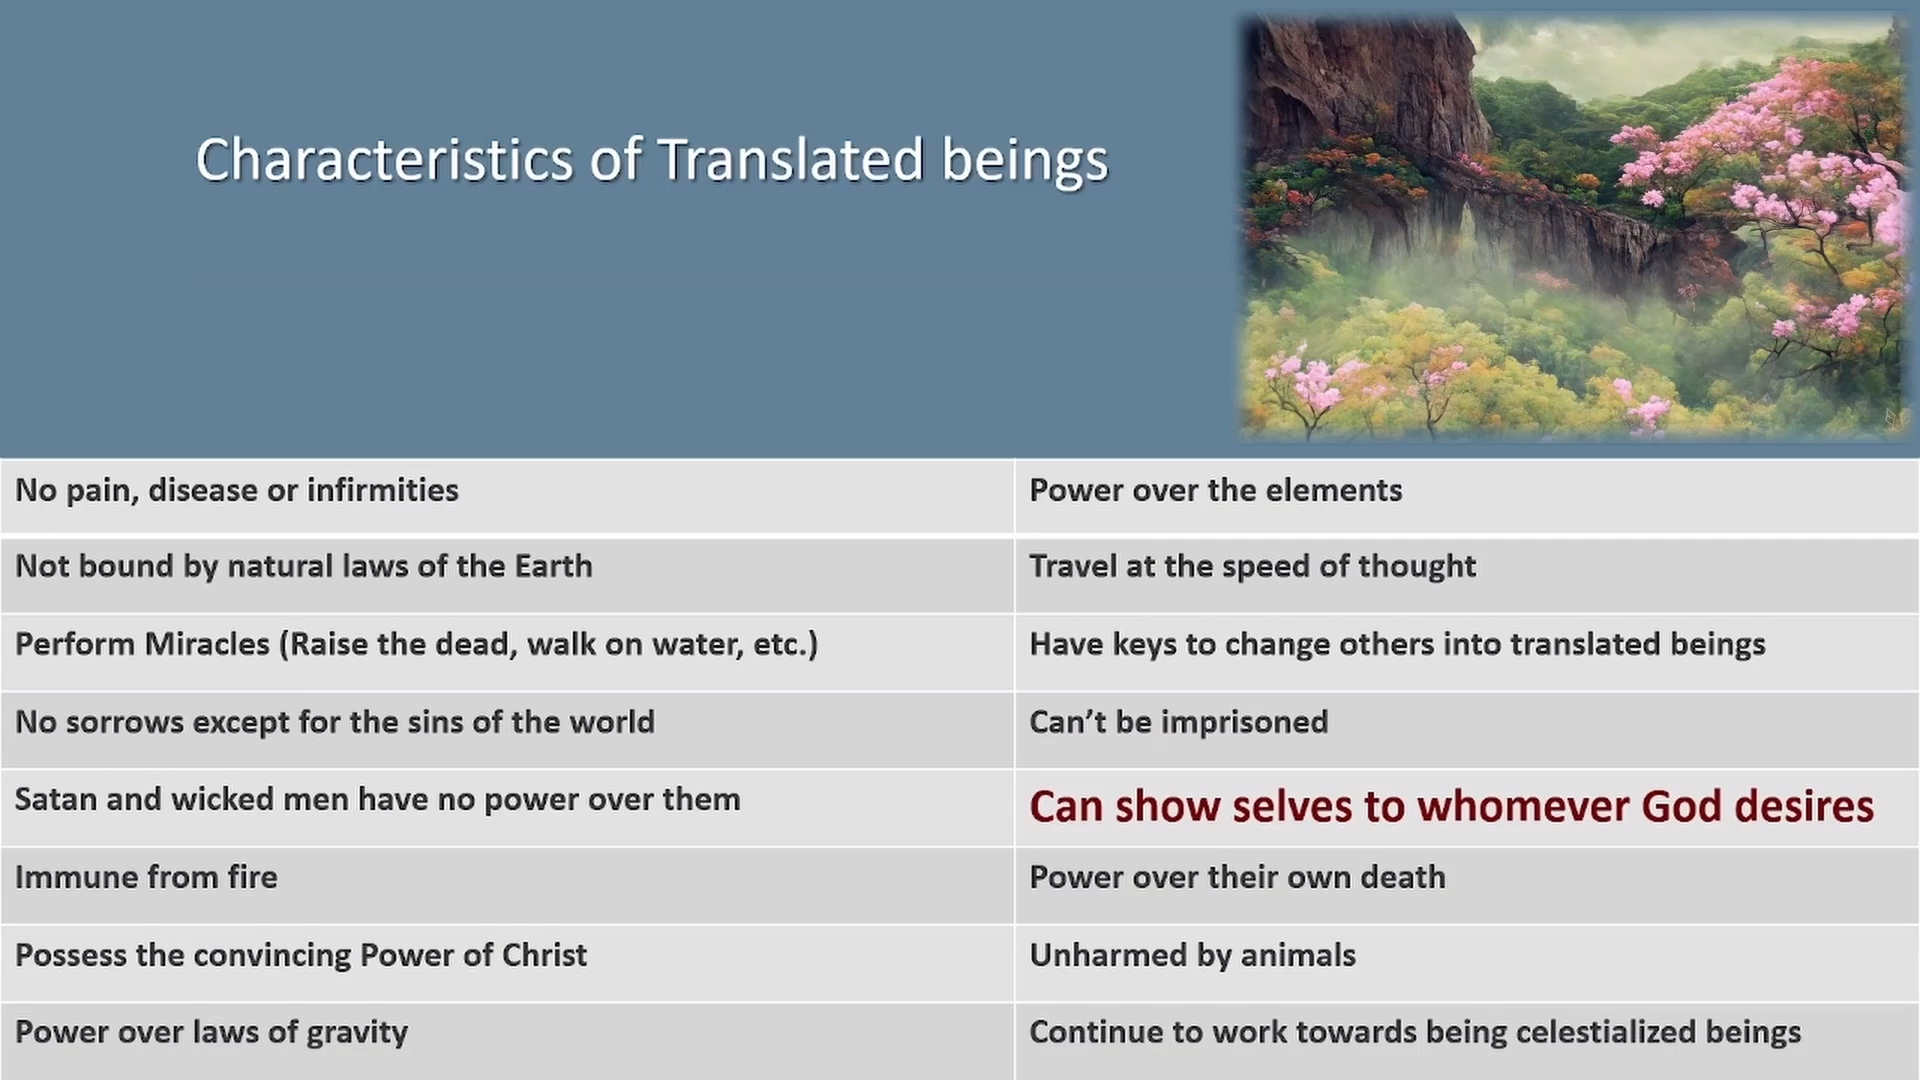 Characteristics of Translated beings
No pain, disease or infirmities
Power over the elements
Not bound by natural laws of the Earth
Travel at the speed of thought
Perform Miracles (Raise the dead, walk on water, etc.)
Have keys to change others into translated beings
No sorrows except for the sins of the world
Can’t be imprisoned
Satan and wicked men have no power over them
Can show selves to whomever God desires
Immune from fire
Power over their own death
Possess the convincing Power of Christ
Unharmed by animals
Power over laws of gravity
Continue to work towards being celestialized beings